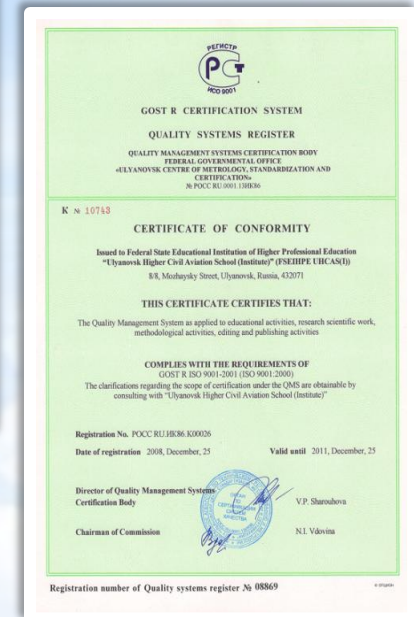 РЕГИСТР
РСТ
ИСО 9001
GOST R CERTIFICATION SYSTEM
QUALITY SYSTEMS REGISTER
QUALITY MANAGEMENT SYSTEMS CERTIFICATION BODY
FEDERAL GOVERNMENTAL OFFICE
«ULYANOVSK CENTRE OF METROLOGY, STANDARDIZATION AND
CERTIFICATION»
№ РОСС RU.0001.13ИК86
К № 10743
CERTIFICATE OF CONFORMITY
Issued to Federal State Educational Institution of Higher Professional Education
“Ulyanovsk Higher Civil Aviation School (Institute)” (FSEIHPE UHCAS(I))
8/8, Mozhaysky Street, Ulyanovsk, Russia, 432071
THIS CERTIFICATE CERTIFIES THAT:
The Quality Management System as applied to educational activities, research scientific work,
methodological activities, editing and publishing activities
COMPLIES WITH THE REQUIREMENTS OF
GOST R ISO 9001-2001 (ISO 9001:2000)
The clarifications regarding the scope of certification under the QMS are obtainable by
consulting with “Ulyanovsk Higher Civil Aviation School (Institute)”
Registration No. РОСС RU.ИК86.К00026
Date of registration 2008, December, 25 Valid until 2011, December, 25
Director of Quality Management Systems
Certification Body V.P. Sharouhova
ОРГАН
ПО
СЕРТИФИКАЦИИ
СИСТЕМ
КАЧЕСТВА
Chairman of Commission N.I. Vdovina
Registration number of Quality systems register № 08869